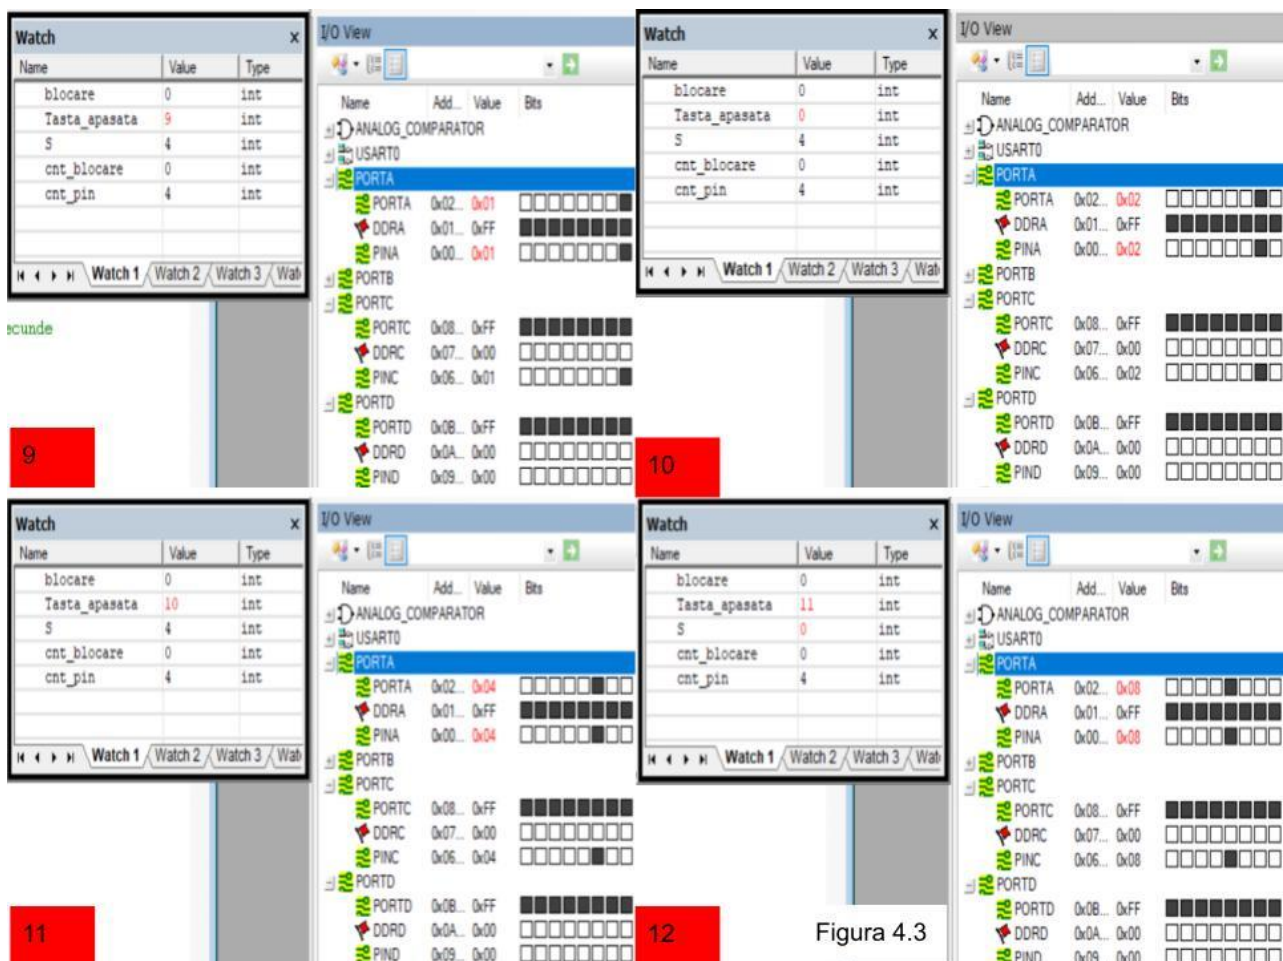 Watch x
Name Value Type
blocare 0 int
Tasta_apasata 9 int
S 4 int
cnt_blocare 0 int
cnt_pin 4 int
Watch 1 Watch 2 Watch 3 Wat
ecunde
9
I/O View
Name Add... Value Bits
ANALOG_COMPARATOR
USART0
PORTA
PORTA 0x02... 0x01
DDRA 0x01... 0xFF
PINA 0x00... 0x01
PORTB
PORTC
PORTC 0x08... 0xFF
DDRC 0x07... 0x00
PINC 0x06... 0x01
PORTD
PORTD 0x0B... 0xFF
DDRD 0x0A... 0x00
PIND 0x09... 0x00
Watch x
Name Value Type
blocare 0 int
Tasta_apasata 0 int
S 4 int
cnt_blocare 0 int
cnt_pin 4 int
Watch 1 Watch 2 Watch 3 Wat
10
I/O View
Name Add... Value Bits
ANALOG_COMPARATOR
USART0
PORTA
PORTA 0x02... 0x02
DDRA 0x01... 0xFF
PINA 0x00... 0x02
PORTB
PORTC
PORTC 0x08... 0xFF
DDRC 0x07... 0x00
PINC 0x06... 0x02
PORTD
PORTD 0x0B... 0xFF
DDRD 0x0A... 0x00
PIND 0x09... 0x00
Watch x
Name Value Type
blocare 0 int
Tasta_apasata 10 int
S 4 int
cnt_blocare 0 int
cnt_pin 4 int
Watch 1 Watch 2 Watch 3 Wat
11
I/O View
Name Add... Value Bits
ANALOG_COMPARATOR
USART0
PORTA
PORTA 0x02... 0x04
DDRA 0x01... 0xFF
PINA 0x00... 0x04
PORTB
PORTC
PORTC 0x08... 0xFF
DDRC 0x07... 0x00
PINC 0x06... 0x04
PORTD
PORTD 0x0B... 0xFF
DDRD 0x0A... 0x00
PIND 0x09... 0x00
Watch x
Name Value Type
blocare 0 int
Tasta_apasata 11 int
S 0 int
cnt_blocare 0 int
cnt_pin 4 int
Watch 1 Watch 2 Watch 3 Wat
12
Figura 4.3
I/O View
Name Add... Value Bits
ANALOG_COMPARATOR
USART0
PORTA
PORTA 0x02... 0x08
DDRA 0x01... 0xFF
PINA 0x00... 0x08
PORTB
PORTC
PORTC 0x08... 0xFF
DDRC 0x07... 0x00
PINC 0x06... 0x08
PORTD
PORTD 0x0B... 0xFF
DDRD 0x0A... 0x00
PIND 0x09... 0x00